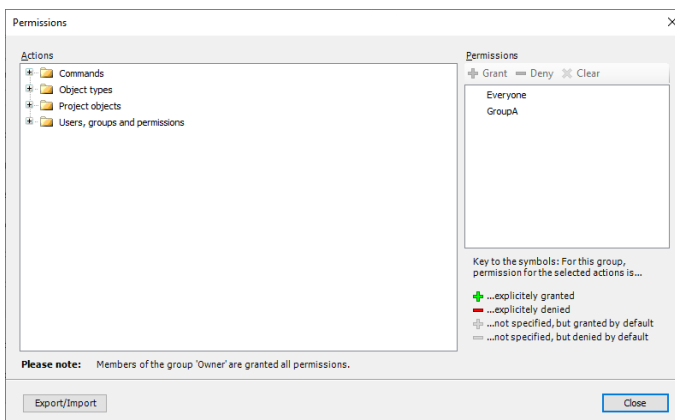 Permissions
Actions
Commands
Object types
Project objects
Users, groups and permissions
Permissions
Grant Deny Clear
Everyone
GroupA
Key to the symbols: For this group,
permission for the selected actions is...
...explicitely granted
...explicitely denied
...not specified, but granted by default
...not specified, but denied by default
Please note: Members of the group 'Owner' are granted all permissions.
Export/Import
Close